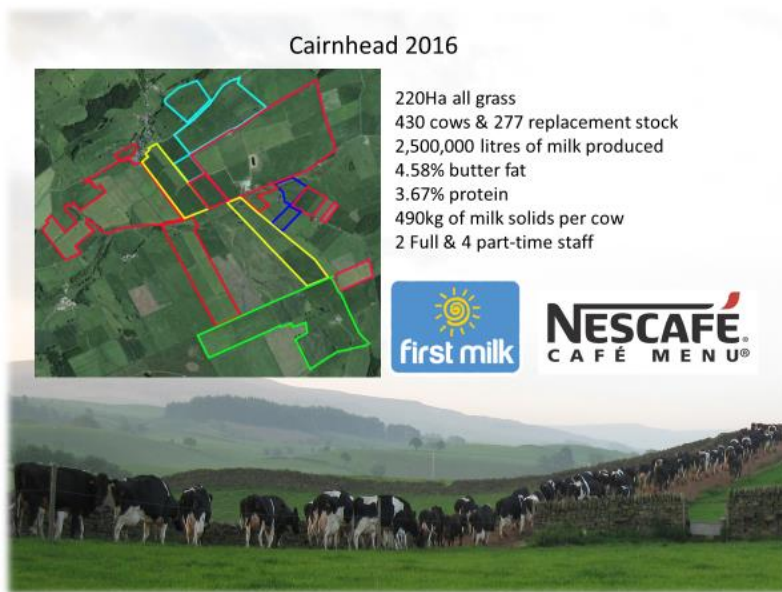 Cairnhead 2016
220Ha all grass
430 cows & 277 replacement stock
2,500,000 litres of milk produced
4.58% butter fat
3.67% protein
490kg of milk solids per cow
2 Full & 4 part-time staff
first milk
NESCAFÉ®
CAFÉ MENU®